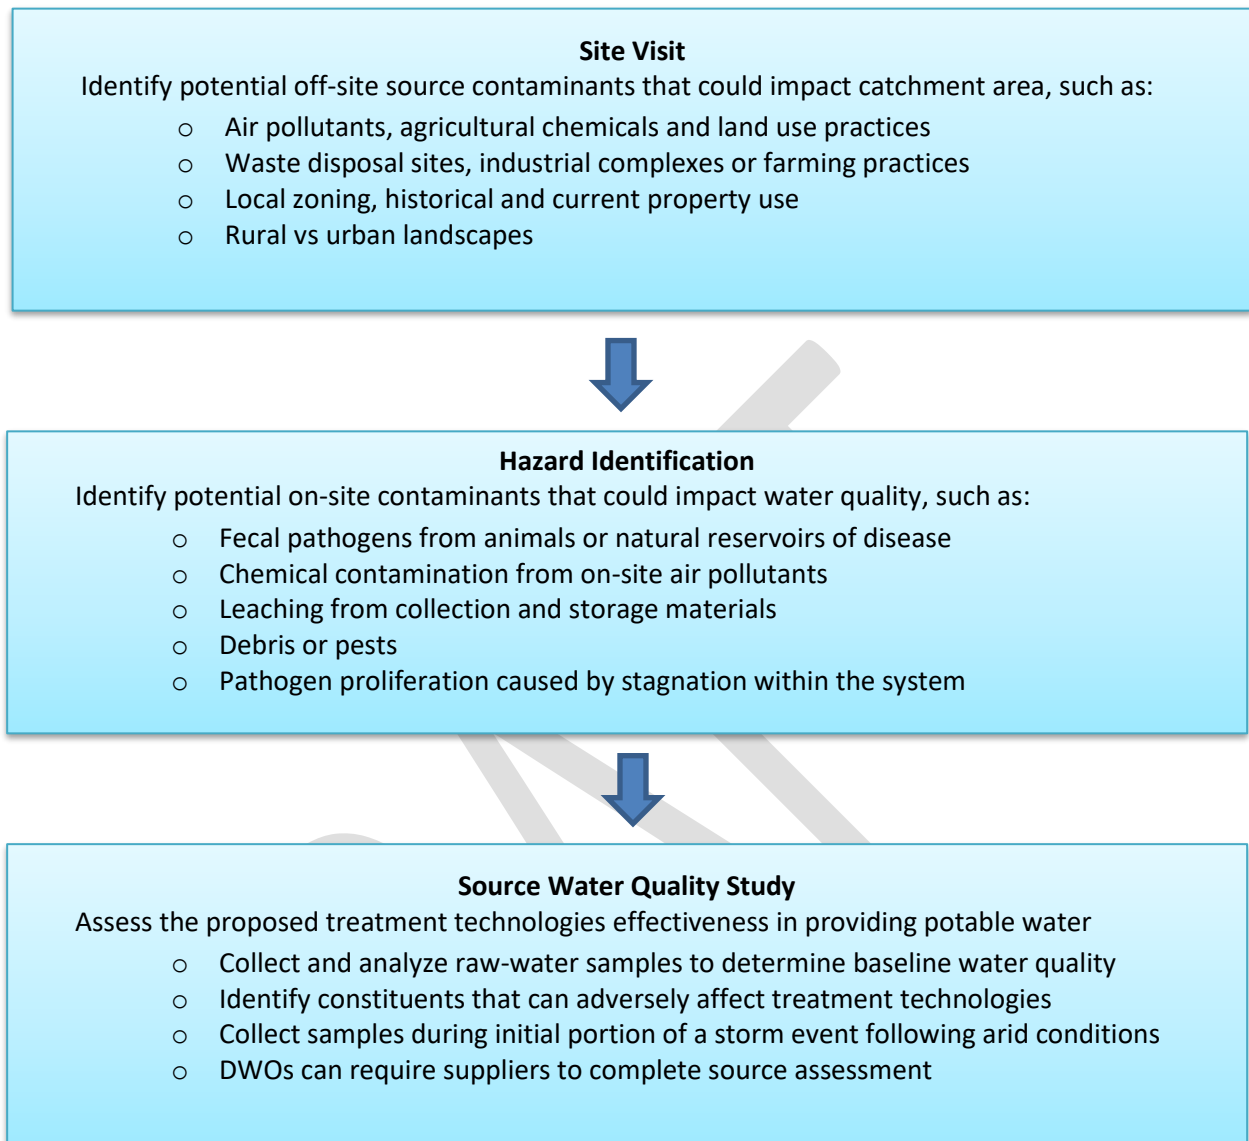 Site Visit
Identify potential off-site source contaminants that could impact catchment area, such as:
o Air pollutants, agricultural chemicals and land use practices
o Waste disposal sites, industrial complexes or farming practices
o Local zoning, historical and current property use
o Rural vs urban landscapes
Hazard Identification
Identify potential on-site contaminants that could impact water quality, such as:
o Fecal pathogens from animals or natural reservoirs of disease
o Chemical contamination from on-site air pollutants
o Leaching from collection and storage materials
o Debris or pests
o Pathogen proliferation caused by stagnation within the system
Source Water Quality Study
Assess the proposed treatment technologies effectiveness in providing potable water
o Collect and analyze raw-water samples to determine baseline water quality
o Identify constituents that can adversely affect treatment technologies
o Collect samples during initial portion of a storm event following arid conditions
o DWOs can require suppliers to complete source assessment